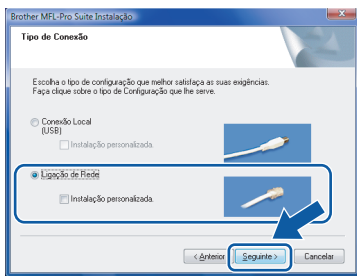 Brother MFL-Pro Suite Instalação
Tipo de Conexão
Escolha o tipo de configuração que melhor satisfaça as suas exigências.
Faça clique sobre o tipo de Configuração que lhe serve.
Conexão Local
(USB)
Instalação personalizada.
Ligação de Rede
Instalação personalizada.
< Anterior
Seguinte >
Cancelar